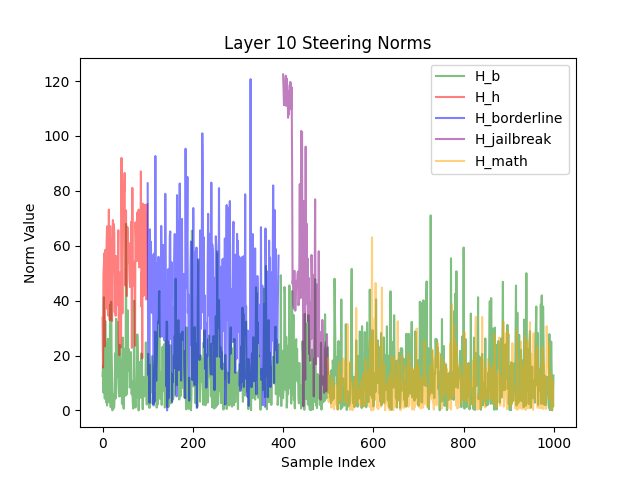 Layer 10 Steering Norms
Norm Value
120
100
80
60
40
20
0
H_b
H_h
H_borderline
H_jailbreak
H_math
0
200
400
600
800
1000
Sample Index